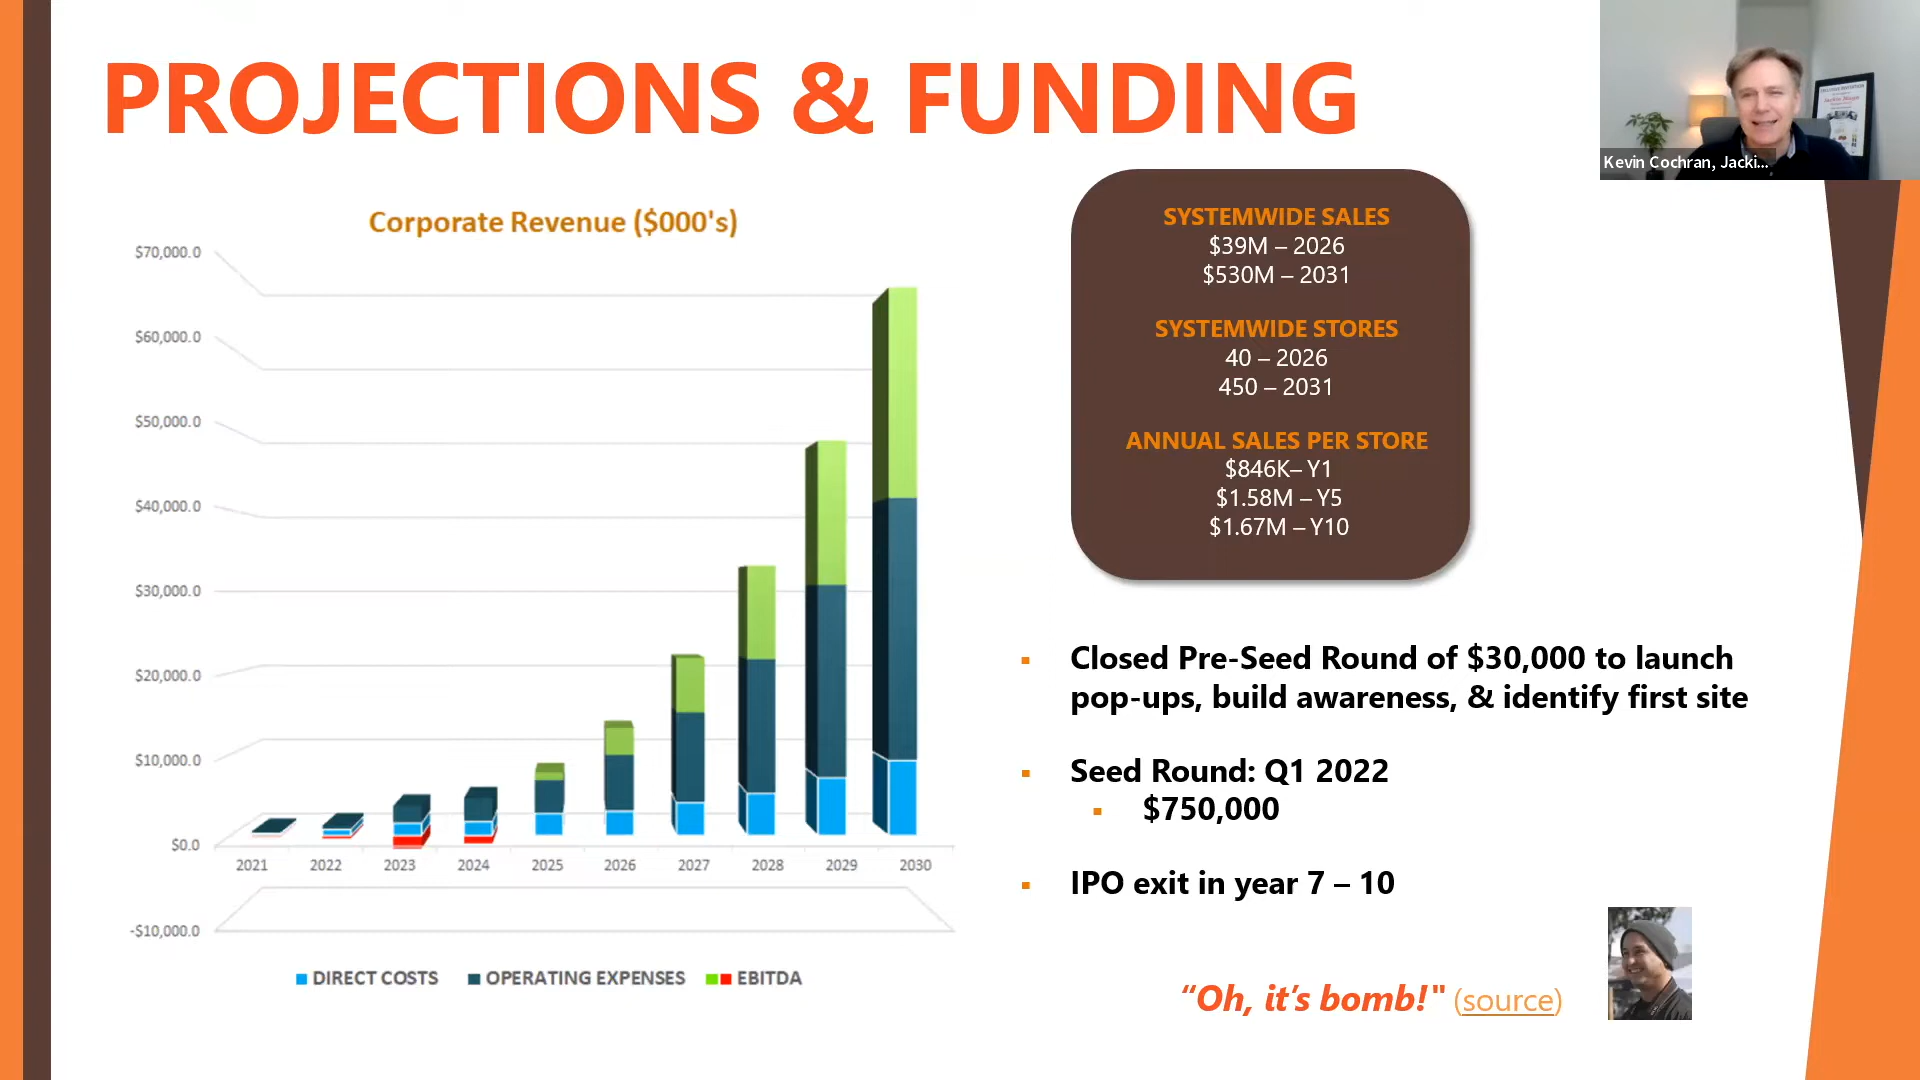 PROJECTIONS & FUNDING
Kevin Cochran, Jacki...
Corporate Revenue ($000's)
$70,000.0
$60,000.0
$50,000.0
$40,000.0
$30,000.0
$20,000.0
$10,000.0
$0.0
-$10,000.0
2021 2022 2023 2024 2025 2026 2027 2028 2029 2030
DIRECT COSTS OPERATING EXPENSES EBITDA
SYSTEMWIDE SALES
$39M – 2026
$530M – 2031
SYSTEMWIDE STORES
40 – 2026
450 – 2031
ANNUAL SALES PER STORE
$846K– Y1
$1.58M – Y5
$1.67M – Y10
Closed Pre-Seed Round of $30,000 to launch
pop-ups, build awareness, & identify first site
Seed Round: Q1 2022
$750,000
IPO exit in year 7 – 10
“Oh, it’s bomb!" (source)